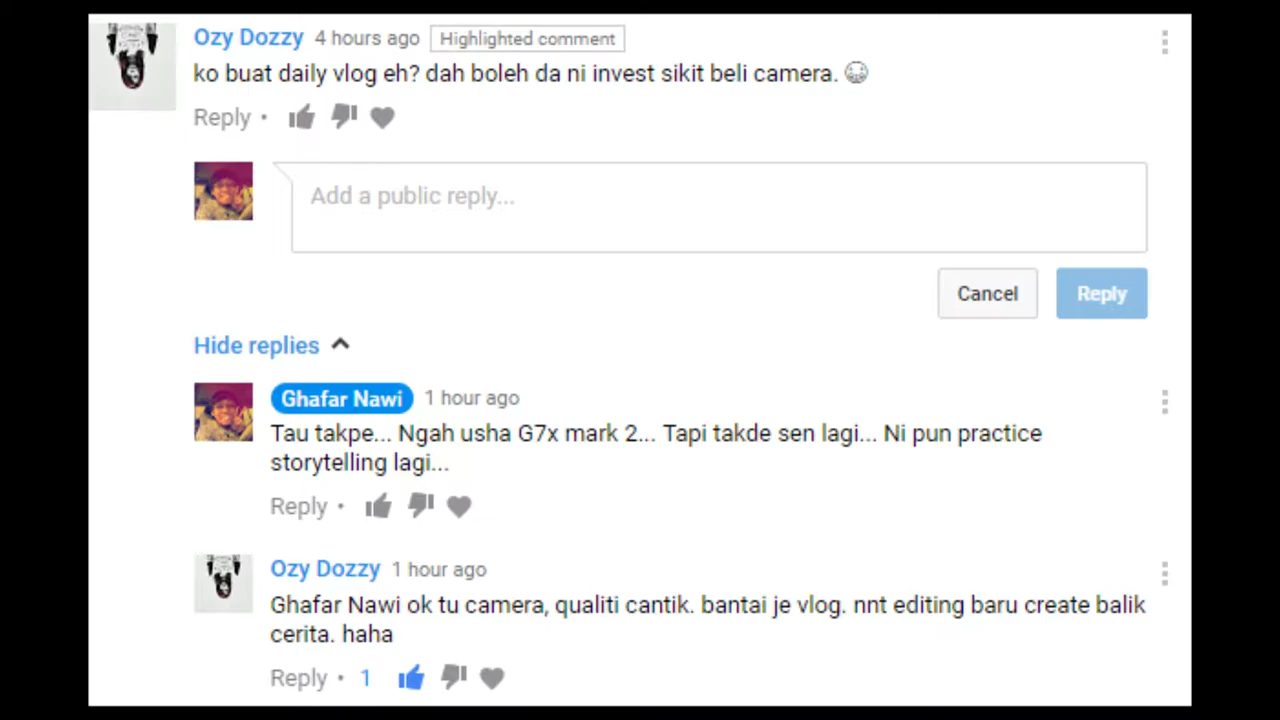 Ozy Dozzy 4 hours ago Highlighted comment
ko buat daily vlog eh? dah boleh da ni invest sikit beli camera. 😂
Reply •
Add a public reply...
Cancel Reply
Hide replies
Ghafar Nawi 1 hour ago
Tau takpe... Ngah usha G7x mark 2... Tapi takde sen lagi... Ni pun practice
storytelling lagi...
Reply •
Ozy Dozzy 1 hour ago
Ghafar Nawi ok tu camera, qualiti cantik. bantai je vlog. nnt editing baru create balik
cerita. haha
Reply • 1